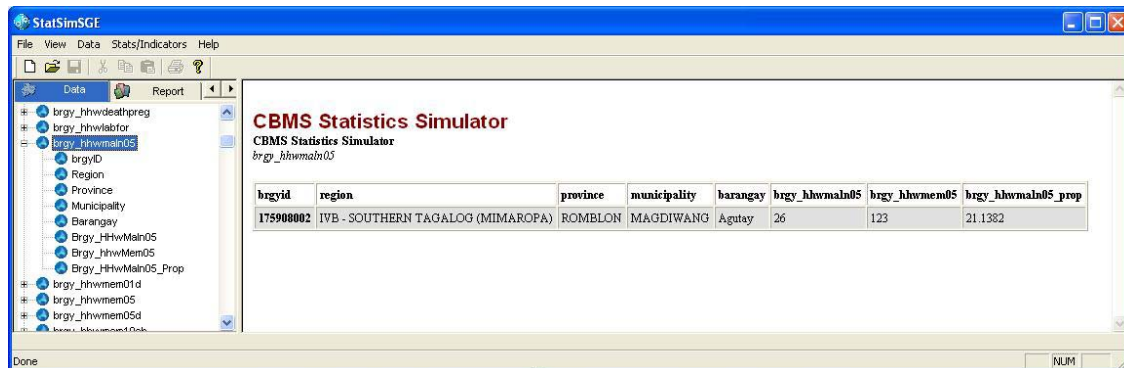 StatSimSGE
File View Data Stats/Indicators Help
Data Report
brgy_hhwdeathpreg
brgy_hhwlabfor
brgy_hhwmaln05
brgyID
Region
Province
Municipality
Barangay
Brgy_HHwMaln05
Brgy_hhwMem05
Brgy_HHwMaln05_Prop
brgy_hhwmem01d
brgy_hhwmem05
brgy_hhwmem05d
CBMS Statistics Simulator
CBMS Statistics Simulator
brgy_hhwmaln05
brgyid region province municipality barangay brgy_hhwmaln05 brgy_hhwmem05 brgy_hhwmaln05_prop
175908002 IVB - SOUTHERN TAGALOG (MIMAROPA) ROMBLON MAGDIWANG Agutay 26 123 21.1382
Done NUM